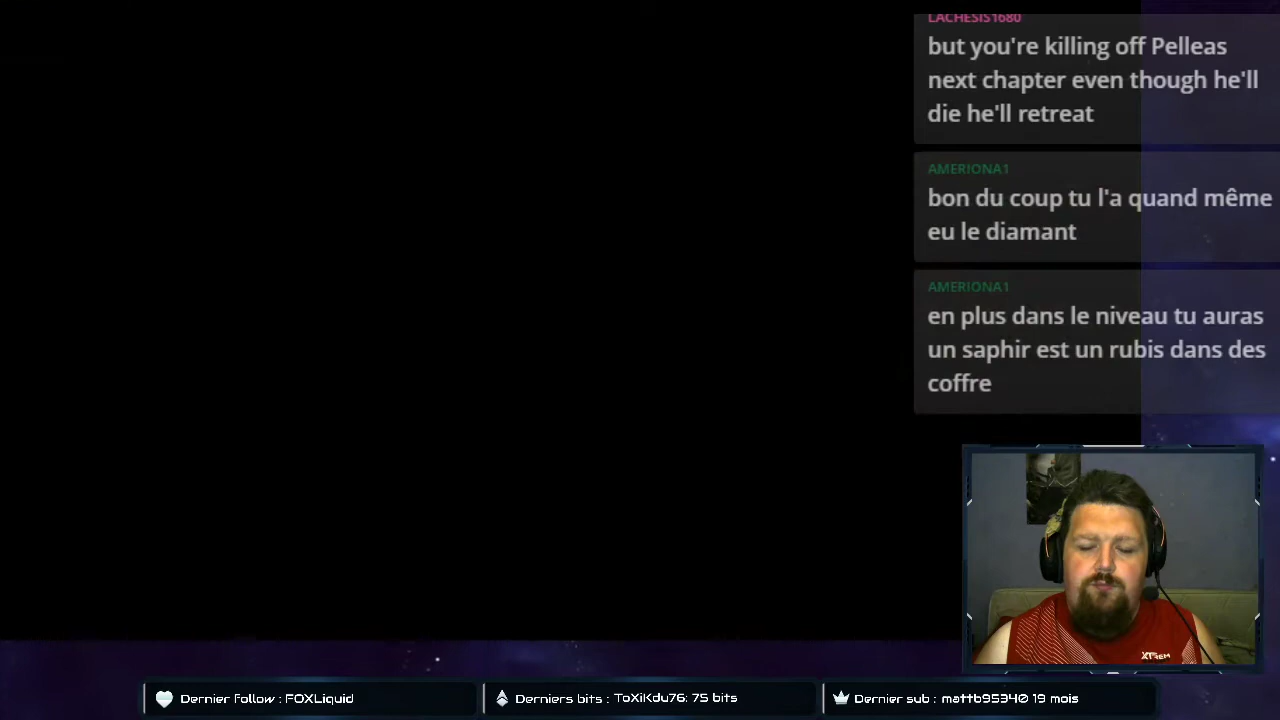 LACHESIS1680
but you're killing off Pelleas
next chapter even though he'll
die he'll retreat
AMERIONA1
bon du coup tu l'a quand même
eu le diamant
AMERIONA1
en plus dans le niveau tu auras
un saphir est un rubis dans des
coffre
XTREM
Dernier follow : FOXLiquid
Derniers bits : ToXiKdu76: 75 bits
Dernier sub : mattb95340 19 mois